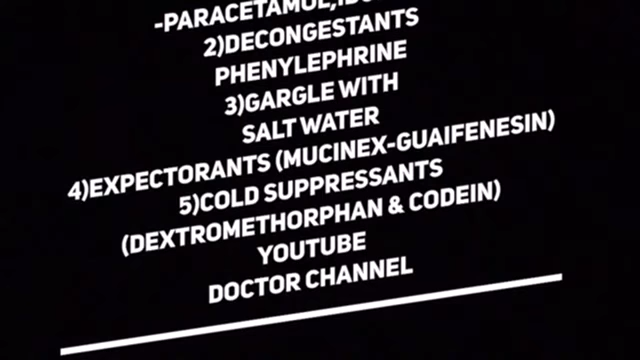 -PARACETAMOL,
2)DECONGESTANTS
PHENYLEPHRINE
3)GARGLE WITH
SALT WATER
4)EXPECTORANTS (MUCINEX-GUAIFENESIN)
5)COLD SUPPRESSANTS
(DEXTROMETHORPHAN & CODEIN)
YOUTUBE
DOCTOR CHANNEL